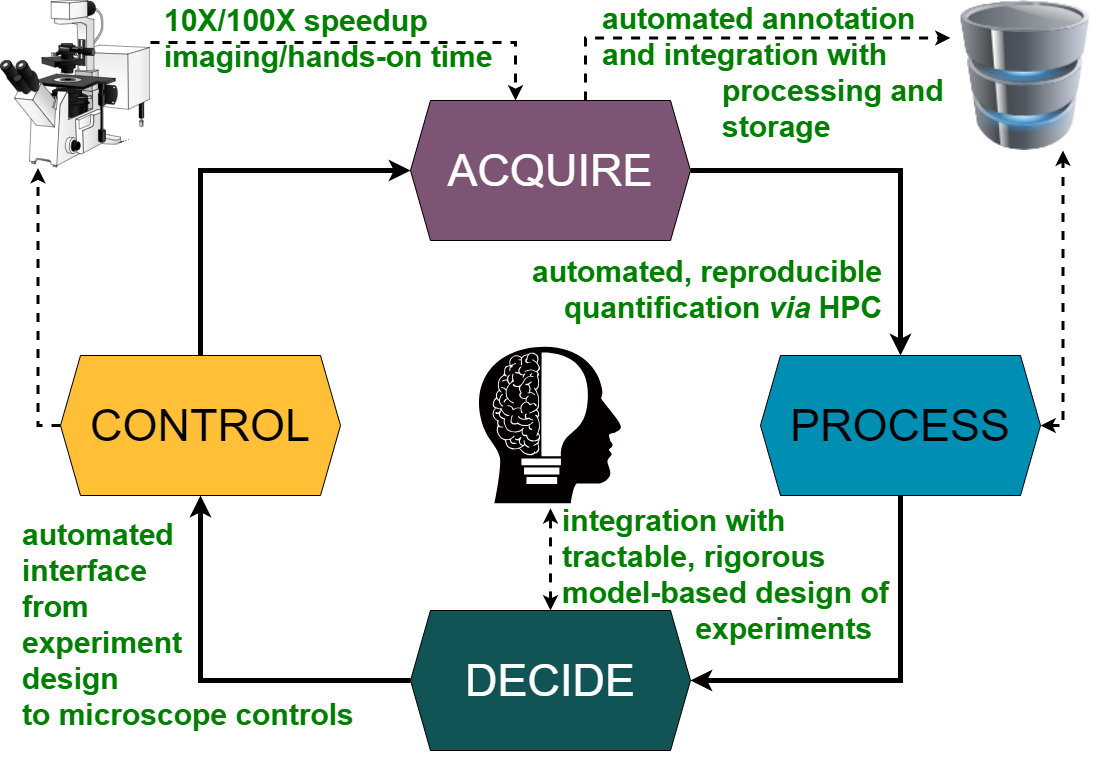 10X/100X speedup
imaging/hands-on time
automated annotation
and integration with
processing and
storage
ACQUIRE
automated, reproducible
quantification via HPC
CONTROL
PROCESS
integration with
tractable, rigorous
model-based design of
experiments
automated
interface
from
experiment
design
to microscope controls
DECIDE